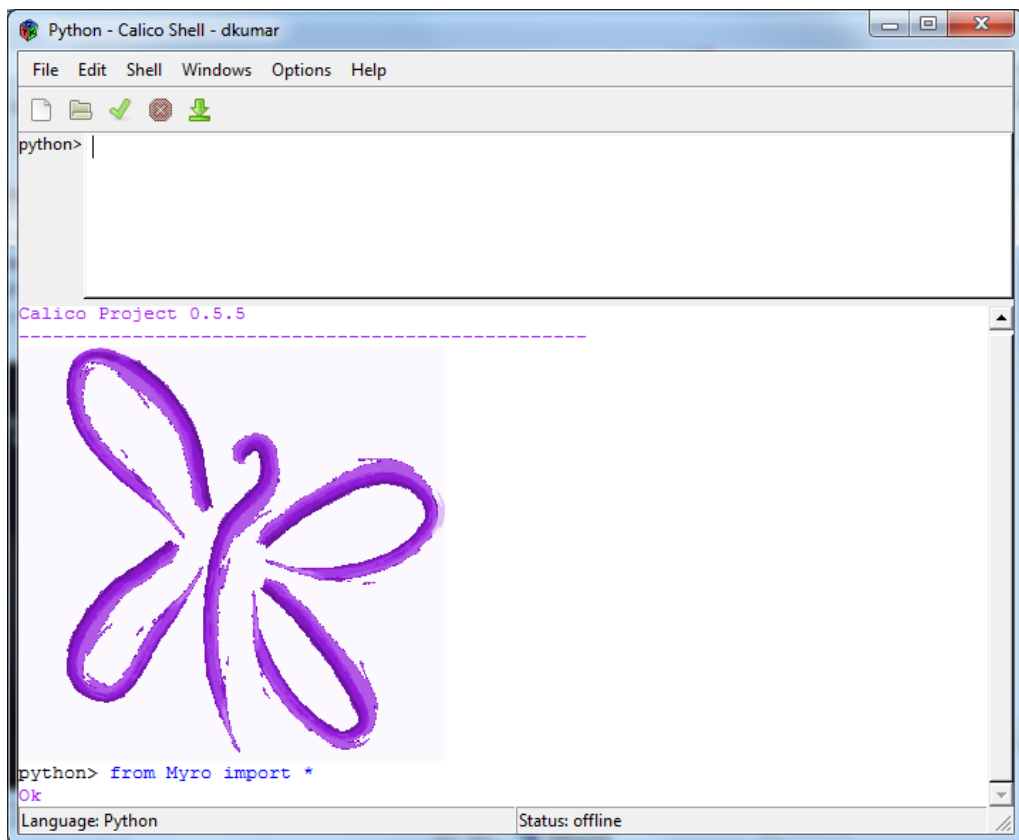 Python - Calico Shell - dkumar
File Edit Shell Windows Options Help
python>
Calico Project 0.5.5
--------------------------------------------------
python> from Myro import *
Ok
Language: Python Status: offline